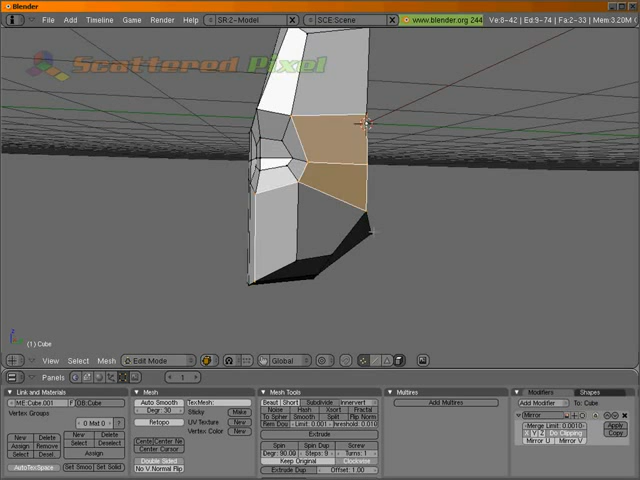 Blender
File Add Timeline Game Render Help SR:2-Model SCE:Scene www.blender.org 244 Ve:8-42 | Ed:9-74 | Fa:2-33 | Mem:3.20M
Scattered Pixel
(1) Cube
View Select Mesh Edit Mode Global
Panels 1
Link and Materials Mesh Mesh Tools Multires Modifiers Shapes
ME:Cube.001 F OB:Cube Auto Smooth TexMesh: Beaut Short Subdivide Innervert Add Multires Add Modifier To: Cube
Vertex Groups Degr: 30 Sticky Make Noise Hash Xsort Fractal Mirror
0 Mat 0 ? Retopo UV Texture New To Spher Smooth Split Flip Norm Merge Limit: 0.0010 Apply
New Delete New Delete Vertex Color New Rem Dou Limit: 0.001 X Y Z Do Clipping Copy
Assign Remove Select Deselect Extrude Mirror U Mirror V
Select Desel. Assign Center New Spin Spin Dup Screw
Center Cursor Degr: 90.00 Steps: 9 Turns: 1
AutoTexSpace Set Smoo Set Solid Double Sided Keep Original Clockwise
No V.Normal Flip Extrude Dup Offset: 1.00